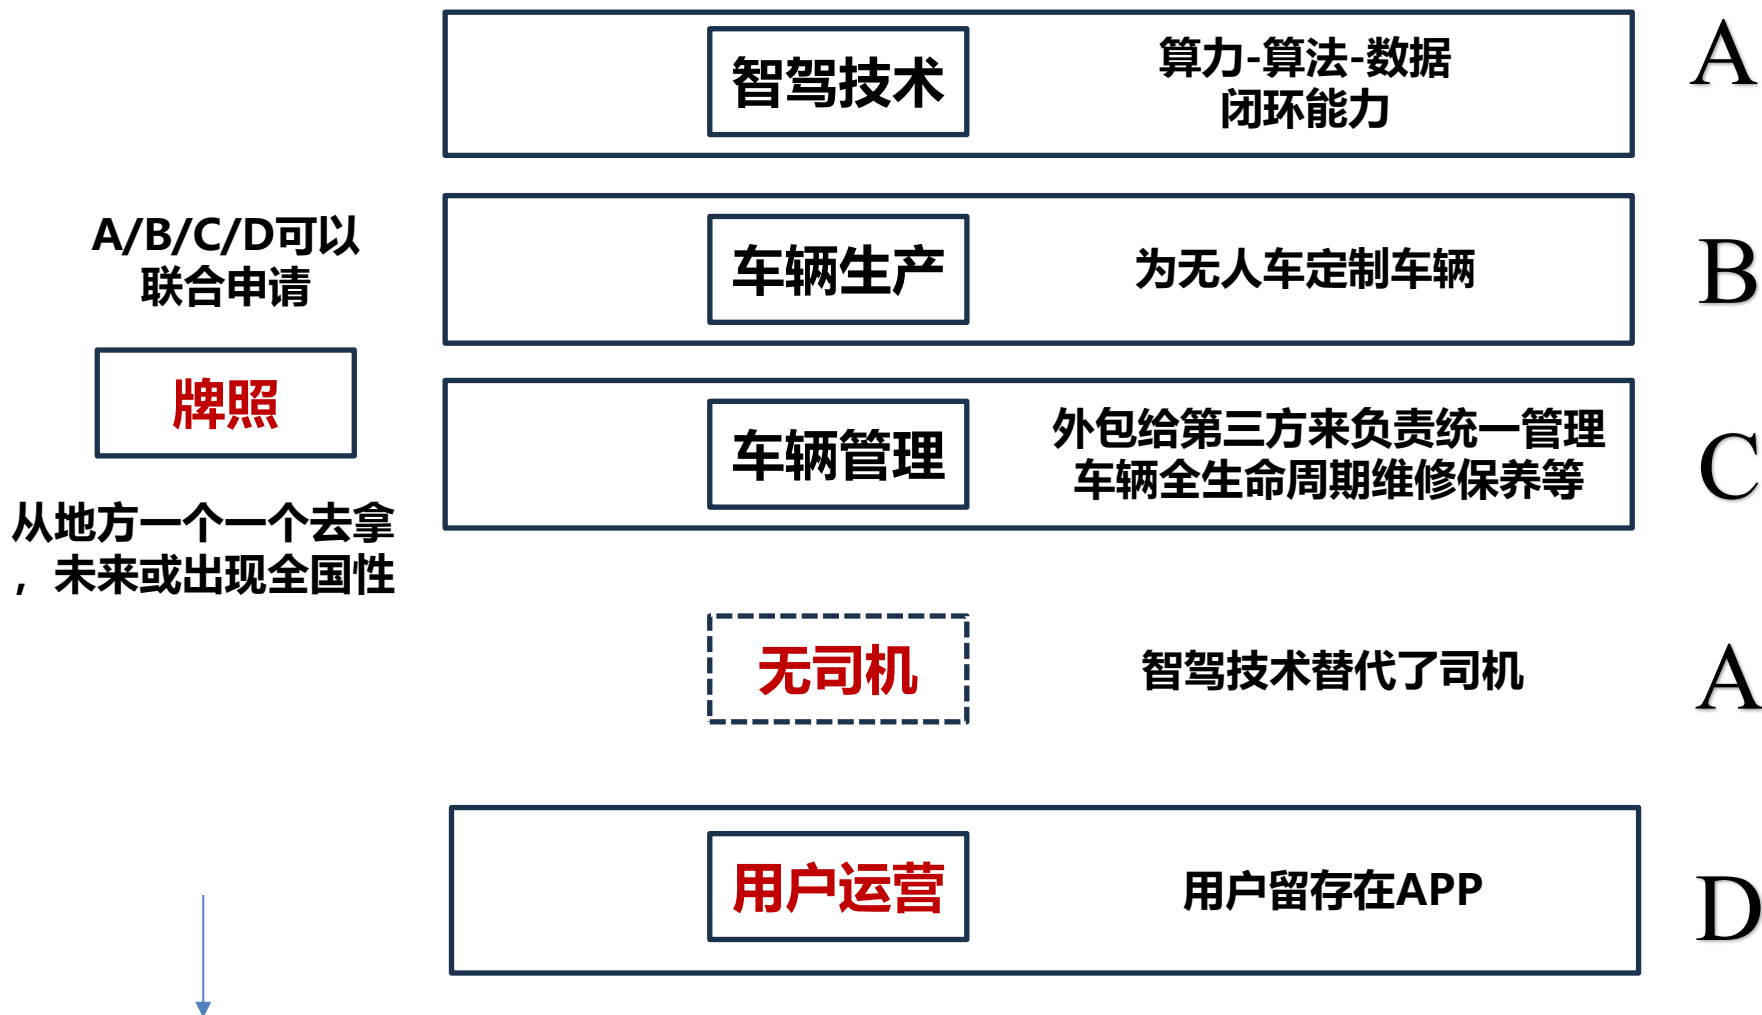 智驾技术
算力-算法-数据
闭环能力
A
A/B/C/D可以
联合申请
车辆生产
为无人车定制车辆
B
牌照
车辆管理
外包给第三方来负责统一管理
车辆全生命周期维修保养等
C
从地方一个一个去拿
，未来或出现全国性
无司机
智驾技术替代了司机
A
用户运营
用户留存在APP
D